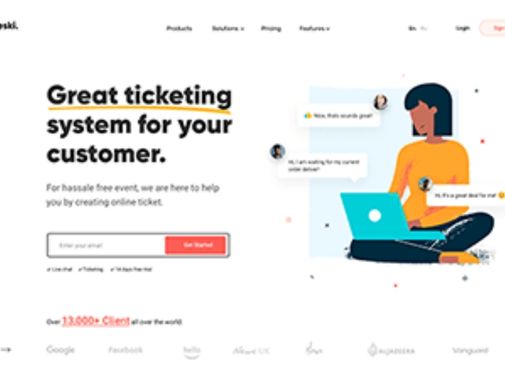 eski.
Products Solutions Pricing Features En Ru Login Sign
Great ticketing
system for your
customer.
For hassale free event, we are here to help
you by creating online ticket.
Enter your email Get Started
✓ Live chat ✓ Ticketing ✓ 14 days free trial
Over 13,000+ Client all over the world.
Google Facebook hello ALJAZEERA Vanguard
Wow, thats sounds great!
Hi, I am waiting for my current
order deliver?
Hi, It's a great deal for me!